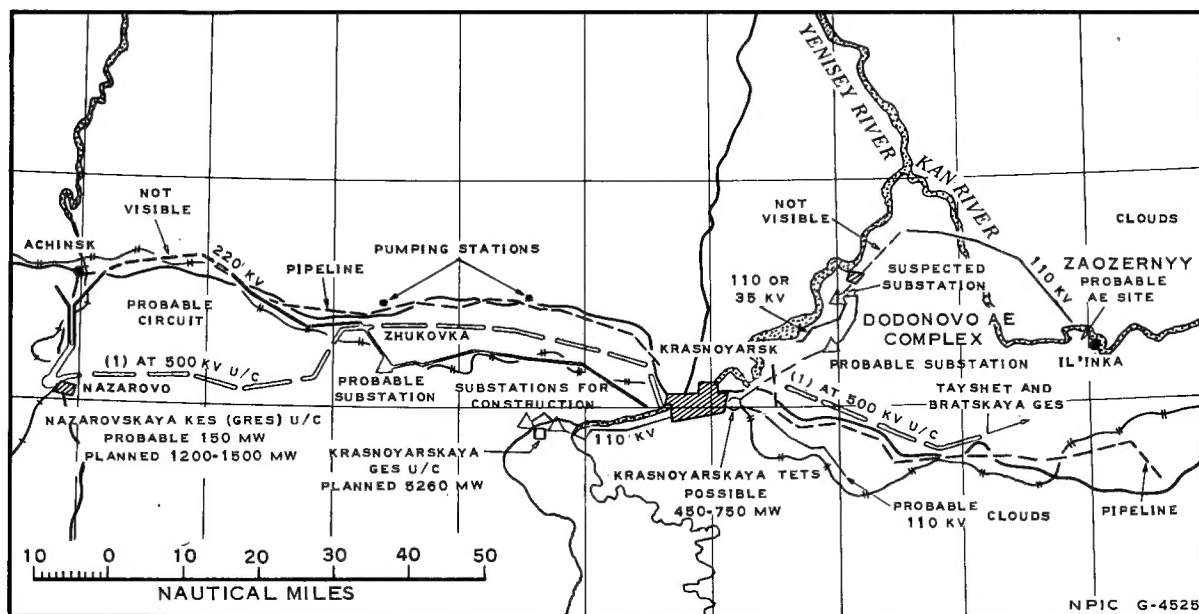 YENISEY RIVER
KAN RIVER
CLOUDS
NOT
VISIBLE
ACHINSK
220 KV
PUMPING STATIONS
PIPELINE
NOT
VISIBLE
110 OR
35 KV
SUSPECTED
SUBSTATION
110 KV
ZAOZERNYY
PROBABLE
AE SITE
IL'INKA
DODONOVO AE
COMPLEX
PROBABLE
CIRCUIT
ZHUKOVKA
KRASNOYARSK
PROBABLE SUBSTATION
(1) AT 500 KV U/C
NAZAROVO
PROBABLE
SUBSTATION
SUBSTATIONS FOR
CONSTRUCTION
(1) AT 500 KV U/C
TAYSHET AND
BRATSKAYA GES
NAZAROVSKAYA KES (GRES) U/C
PROBABLE 150 MW
PLANNED 1200-1500 MW
KRASNOYARSKAYA
GES U/C
PLANNED 5260 MW
110 KV
KRASNOYARSKAYA TETS
POSSIBLE
450-750 MW
PROBABLE
110 KV
CLOUDS
PIPELINE
10 0 10 20 30 40 50
NAUTICAL MILES
NPIC G-4525